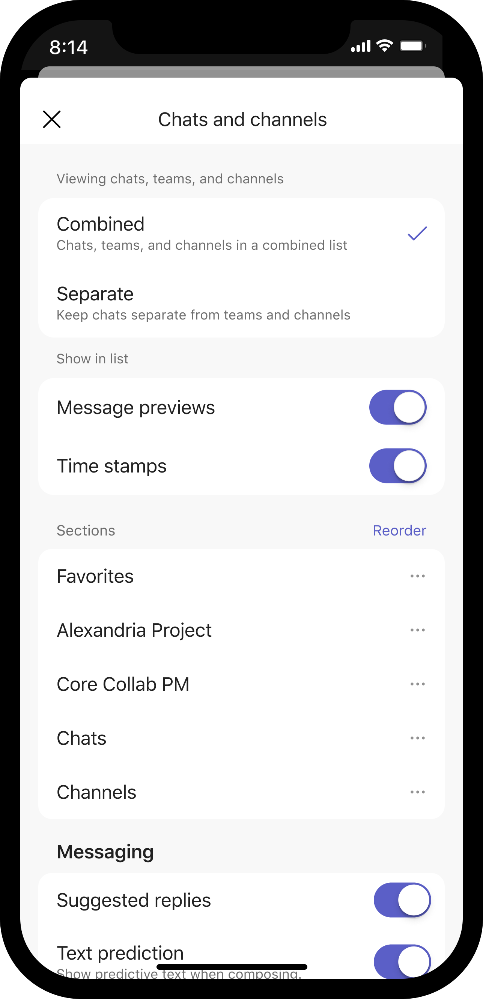 8:14
Chats and channels
Viewing chats, teams, and channels
Combined
Chats, teams, and channels in a combined list
Separate
Keep chats separate from teams and channels
Show in list
Message previews
Time stamps
Sections
Reorder
Favorites
Alexandria Project
Core Collab PM
Chats
Channels
Messaging
Suggested replies
Text prediction
Show predictive text when composing.